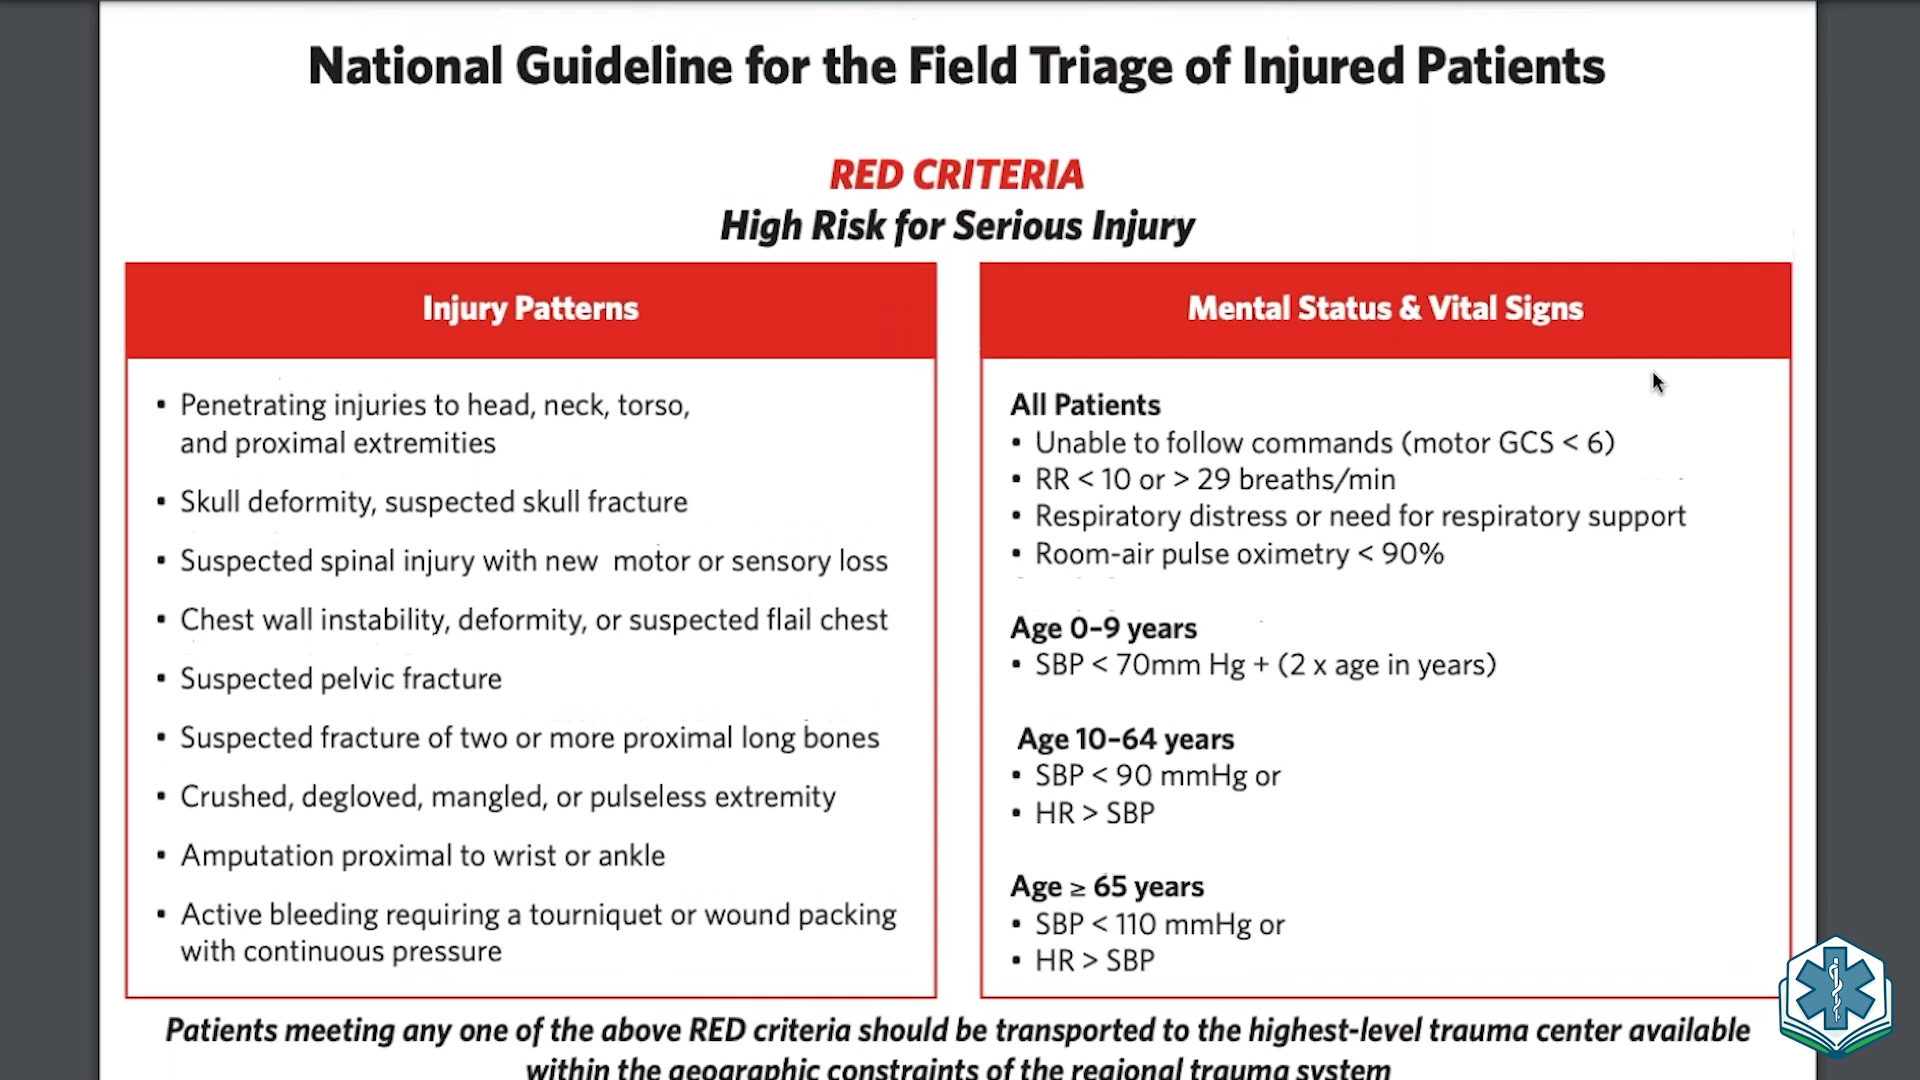 National Guideline for the Field Triage of Injured Patients
RED CRITERIA
High Risk for Serious Injury
Injury Patterns
▪ Penetrating injuries to head, neck, torso,
and proximal extremities
▪ Skull deformity, suspected skull fracture
▪ Suspected spinal injury with new motor or sensory loss
▪ Chest wall instability, deformity, or suspected flail chest
▪ Suspected pelvic fracture
▪ Suspected fracture of two or more proximal long bones
▪ Crushed, degloved, mangled, or pulseless extremity
▪ Amputation proximal to wrist or ankle
▪ Active bleeding requiring a tourniquet or wound packing
with continuous pressure
Mental Status & Vital Signs
All Patients
▪ Unable to follow commands (motor GCS < 6)
▪ RR < 10 or > 29 breaths/min
▪ Respiratory distress or need for respiratory support
▪ Room-air pulse oximetry < 90%
Age 0–9 years
▪ SBP < 70mm Hg + (2 x age in years)
Age 10–64 years
▪ SBP < 90 mmHg or
▪ HR > SBP
Age ≥ 65 years
▪ SBP < 110 mmHg or
▪ HR > SBP
Patients meeting any one of the above RED criteria should be transported to the highest-level trauma center available
within the geographic constraints of the regional trauma system